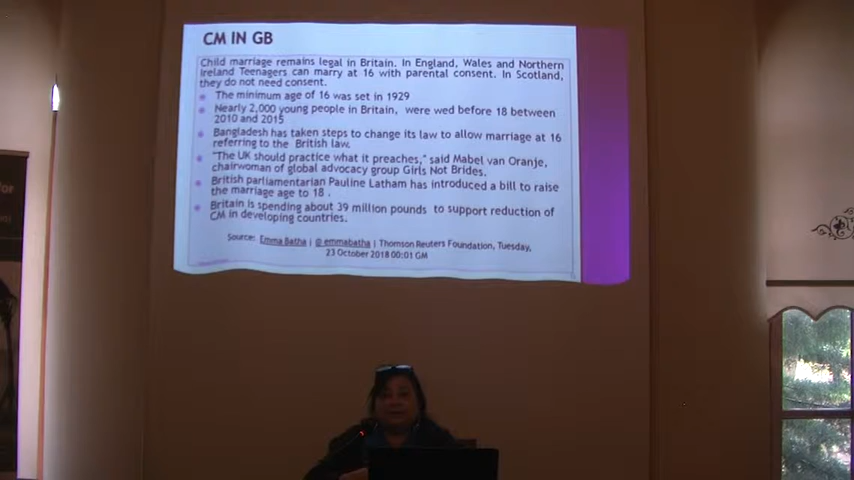 CM IN GB
Child marriage remains legal in Britain. In England, Wales and Northern
Ireland Teenagers can marry at 16 with parental consent. In Scotland,
they do not need consent.
The minimum age of 16 was set in 1929
Nearly 2,000 young people in Britain, were wed before 18 between
2010 and 2015
Bangladesh has taken steps to change its law to allow marriage at 16
referring to the British law.
"The UK should practice what it preaches," said Mabel van Oranje,
chairwoman of global advocacy group Girls Not Brides.
British parliamentarian Pauline Latham has introduced a bill to raise
the marriage age to 18 .
Britain is spending about 39 million pounds to support reduction of
CM in developing countries.
Source: Emma Batha | @emmabatha | Thomson Reuters Foundation, Tuesday,
23 October 2018 00:01 GM
for